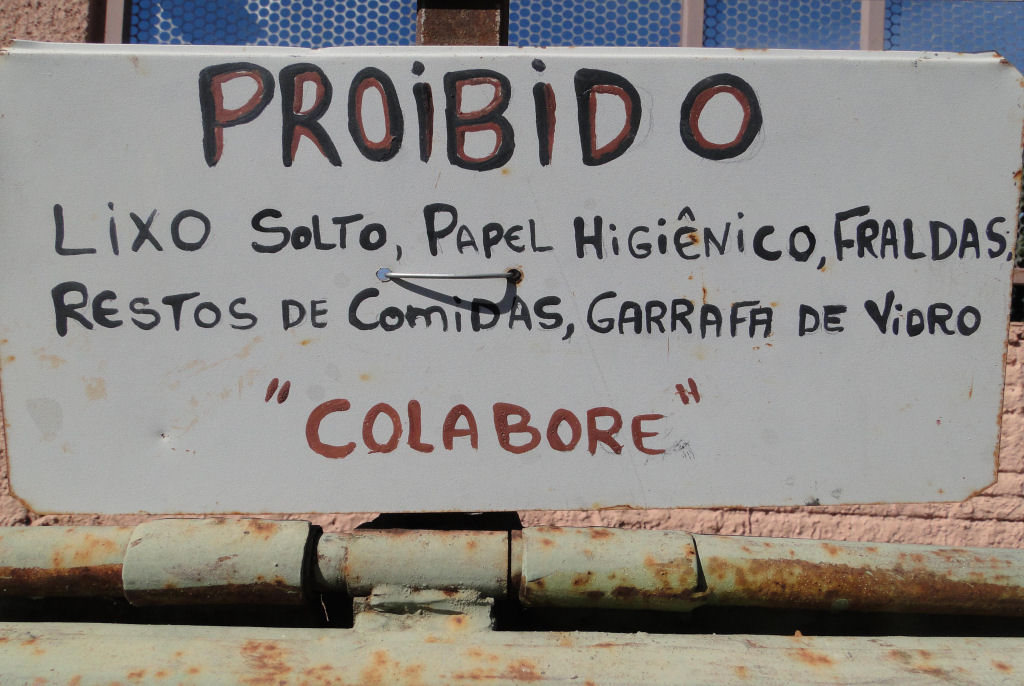 PROIBIDO
LIXO SOLTO, PAPEL HIGIÊNICO, FRALDAS,
RESTOS DE COMIDAS, GARRAFA DE VIDRO
"COLABORE"